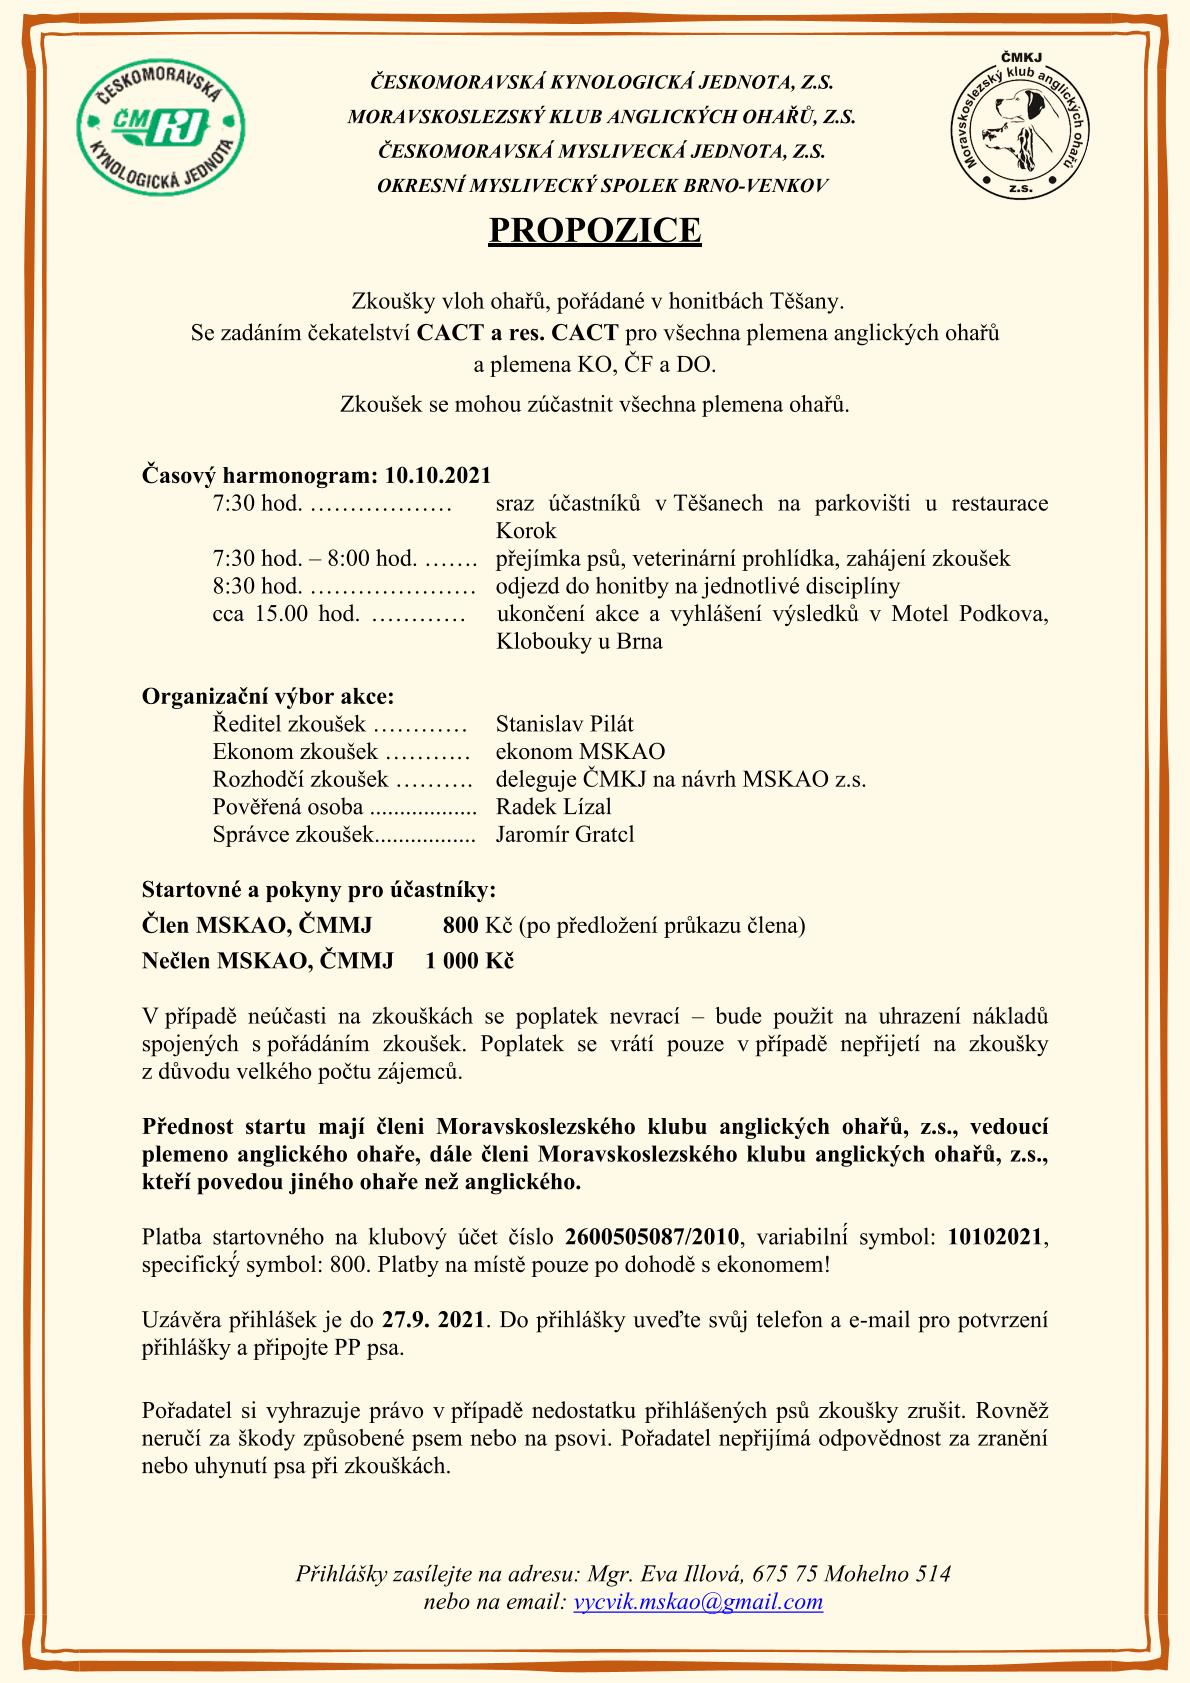 ČESKOMORAVSKÁ
ČMKJ
KYNOLOGICKÁ JEDNOTA
ČMKJ
Moravskoslezský klub anglických ohařů
z.s.
ČESKOMORAVSKÁ KYNOLOGICKÁ JEDNOTA, Z.S.
MORAVSKOSLEZSKÝ KLUB ANGLICKÝCH OHAŘŮ, Z.S.
ČESKOMORAVSKÁ MYSLIVECKÁ JEDNOTA, Z.S.
OKRESNÍ MYSLIVECKÝ SPOLEK BRNO-VENKOV
PROPOZICE
Zkoušky vloh ohařů, pořádané v honitbách Těšany.
Se zadáním čekatelství CACT a res. CACT pro všechna plemena anglických ohařů
a plemena KO, ČF a DO.
Zkoušek se mohou zúčastnit všechna plemena ohařů.
Časový harmonogram: 10.10.2021
7:30 hod. ……………… sraz účastníků v Těšanech na parkovišti u restaurace
Korok
7:30 hod. – 8:00 hod. ……. přejímka psů, veterinární prohlídka, zahájení zkoušek
8:30 hod. ………………… odjezd do honitby na jednotlivé disciplíny
cca 15.00 hod. ………… ukončení akce a vyhlášení výsledků v Motel Podkova,
Klobouky u Brna
Organizační výbor akce:
Ředitel zkoušek ………… Stanislav Pilát
Ekonom zkoušek ……….. ekonom MSKAO
Rozhodčí zkoušek ………. deleguje ČMKJ na návrh MSKAO z.s.
Pověřená osoba .................. Radek Lízal
Správce zkoušek................. Jaromír Gratcl
Startovné a pokyny pro účastníky:
Člen MSKAO, ČMMJ 800 Kč (po předložení průkazu člena)
Nečlen MSKAO, ČMMJ 1 000 Kč
V případě neúčasti na zkouškách se poplatek nevrací – bude použit na uhrazení nákladů
spojených s pořádáním zkoušek. Poplatek se vrátí pouze v případě nepřijetí na zkoušky
z důvodu velkého počtu zájemců.
Přednost startu mají členi Moravskoslezského klubu anglických ohařů, z.s., vedoucí
plemeno anglického ohaře, dále členi Moravskoslezského klubu anglických ohařů, z.s.,
kteří povedou jiného ohaře než anglického.
Platba startovného na klubový účet číslo 2600505087/2010, variabilní symbol: 10102021,
specifický symbol: 800. Platby na místě pouze po dohodě s ekonomem!
Uzávěra přihlášek je do 27.9. 2021. Do přihlášky uveďte svůj telefon a e-mail pro potvrzení
přihlášky a připojte PP psa.
Pořadatel si vyhrazuje právo v případě nedostatku přihlášených psů zkoušky zrušit. Rovněž
neručí za škody způsobené psem nebo na psovi. Pořadatel nepřijímá odpovědnost za zranění
nebo uhynutí psa při zkouškách.
Přihlášky zasílejte na adresu: Mgr. Eva Illová, 675 75 Mohelno 514
nebo na email: vycvik.mskao@gmail.com